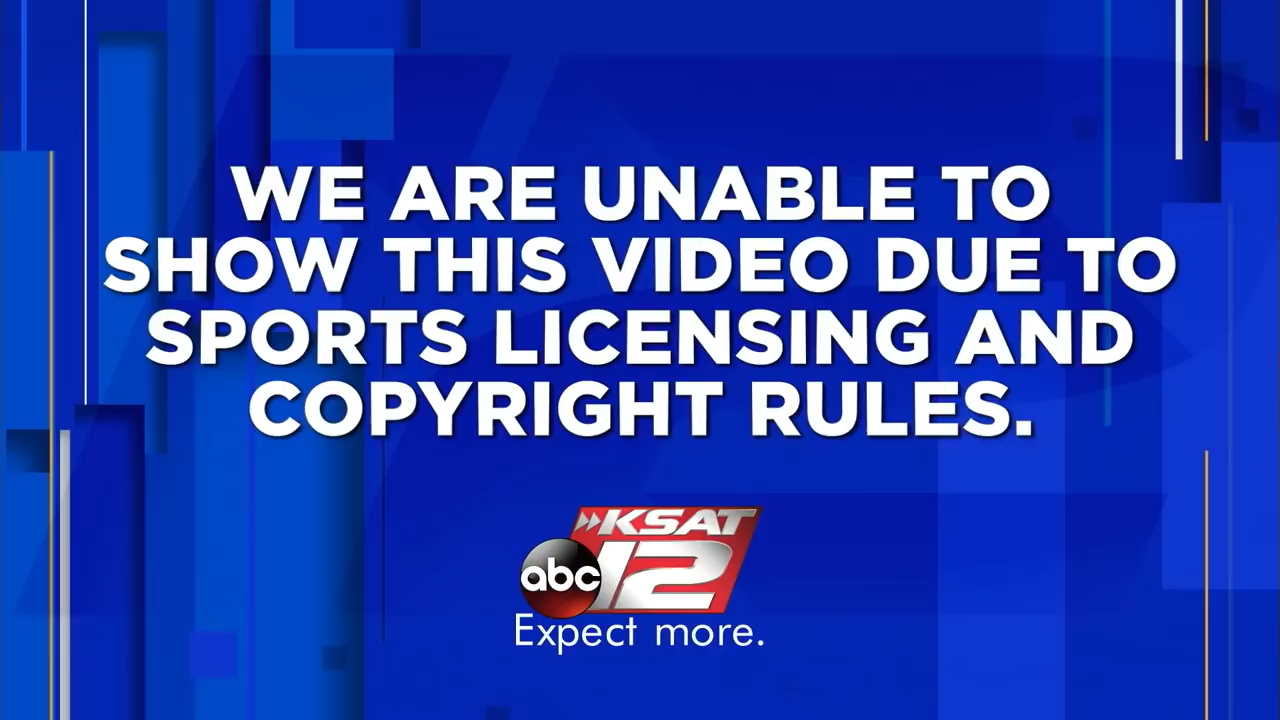 WE ARE UNABLE TO
SHOW THIS VIDEO DUE TO
SPORTS LICENSING AND
COPYRIGHT RULES.
KSAT
abc 12
Expect more.